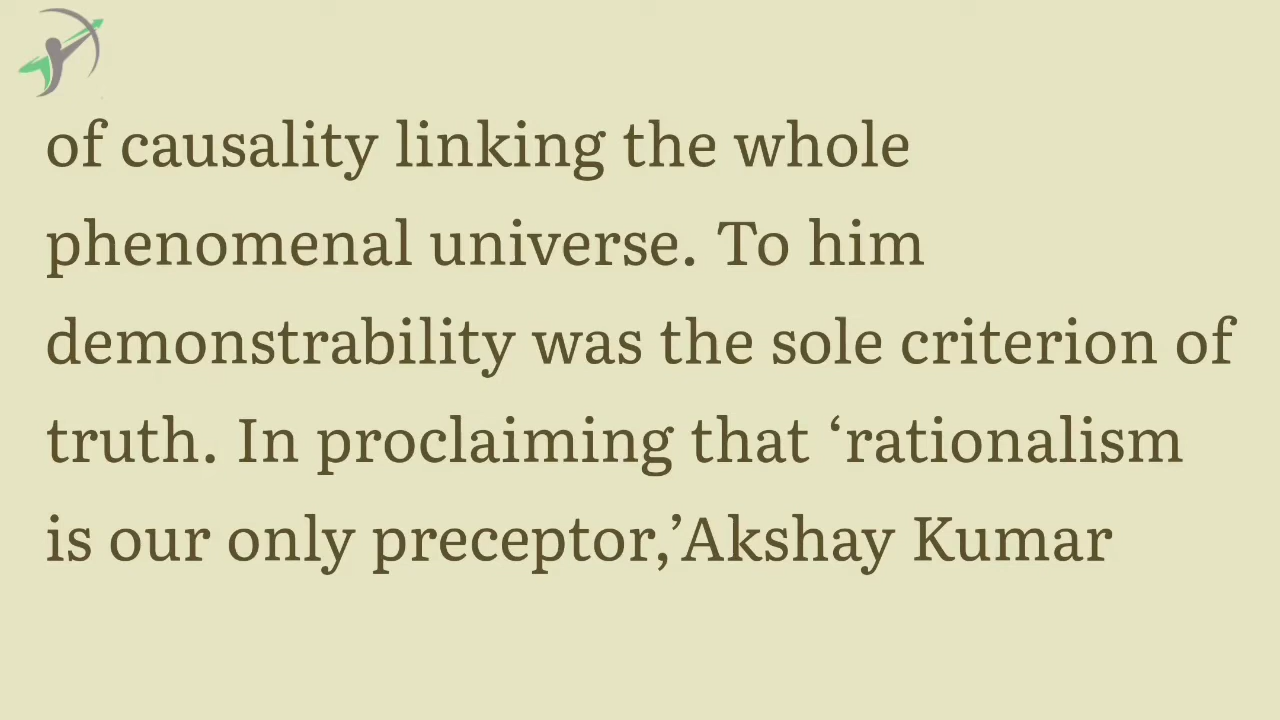 of causality linking the whole
phenomenal universe. To him
demonstrability was the sole criterion of
truth. In proclaiming that ‘rationalism
is our only preceptor,’Akshay Kumar